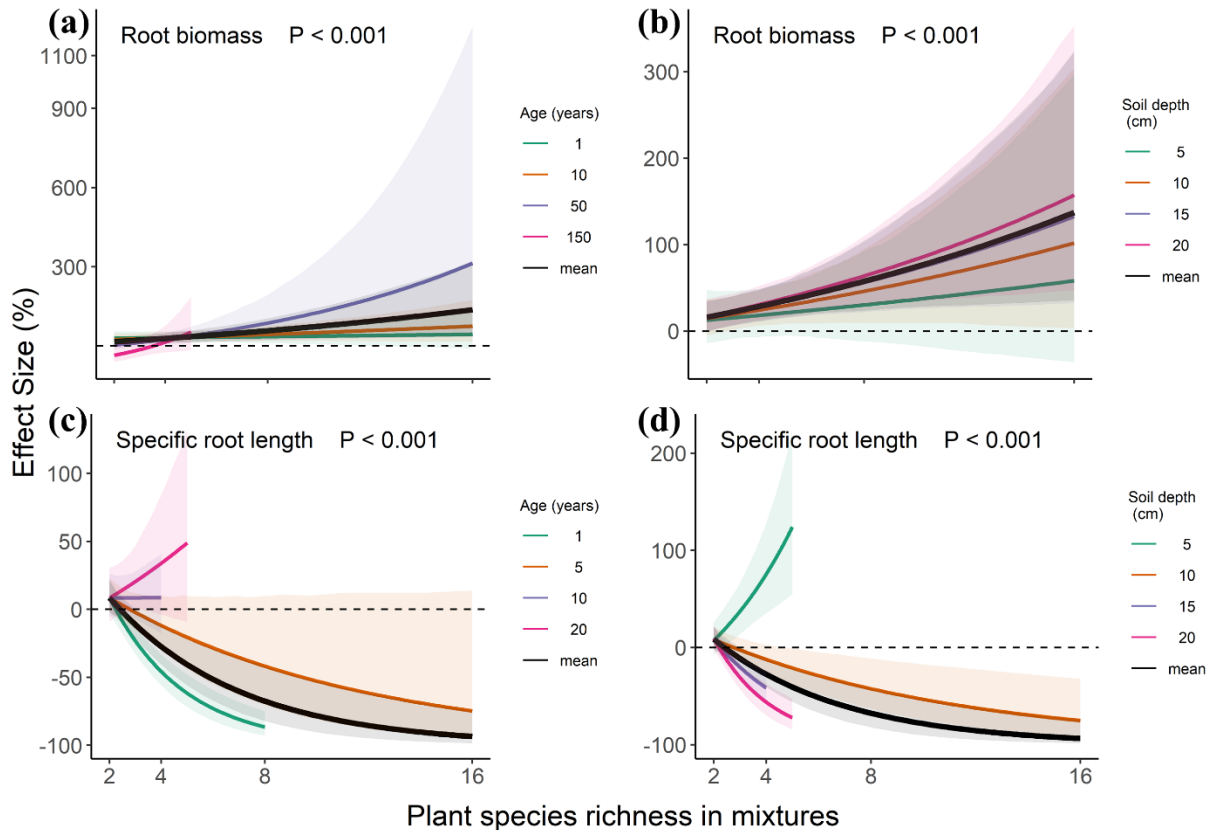 (a)
Root biomass P < 0.001
1100
900
600
300
Age (years)
1
10
50
150
mean
(b)
Root biomass P < 0.001
300
200
100
0
Soil depth
(cm)
5
10
15
20
mean
Effect Size (%)
(c)
Specific root length P < 0.001
100
50
0
-50
-100
2 4 8 16
Age (years)
1
5
10
20
mean
(d)
Specific root length P < 0.001
200
100
0
-100
2 4 8 16
Soil depth
(cm)
5
10
15
20
mean
Plant species richness in mixtures